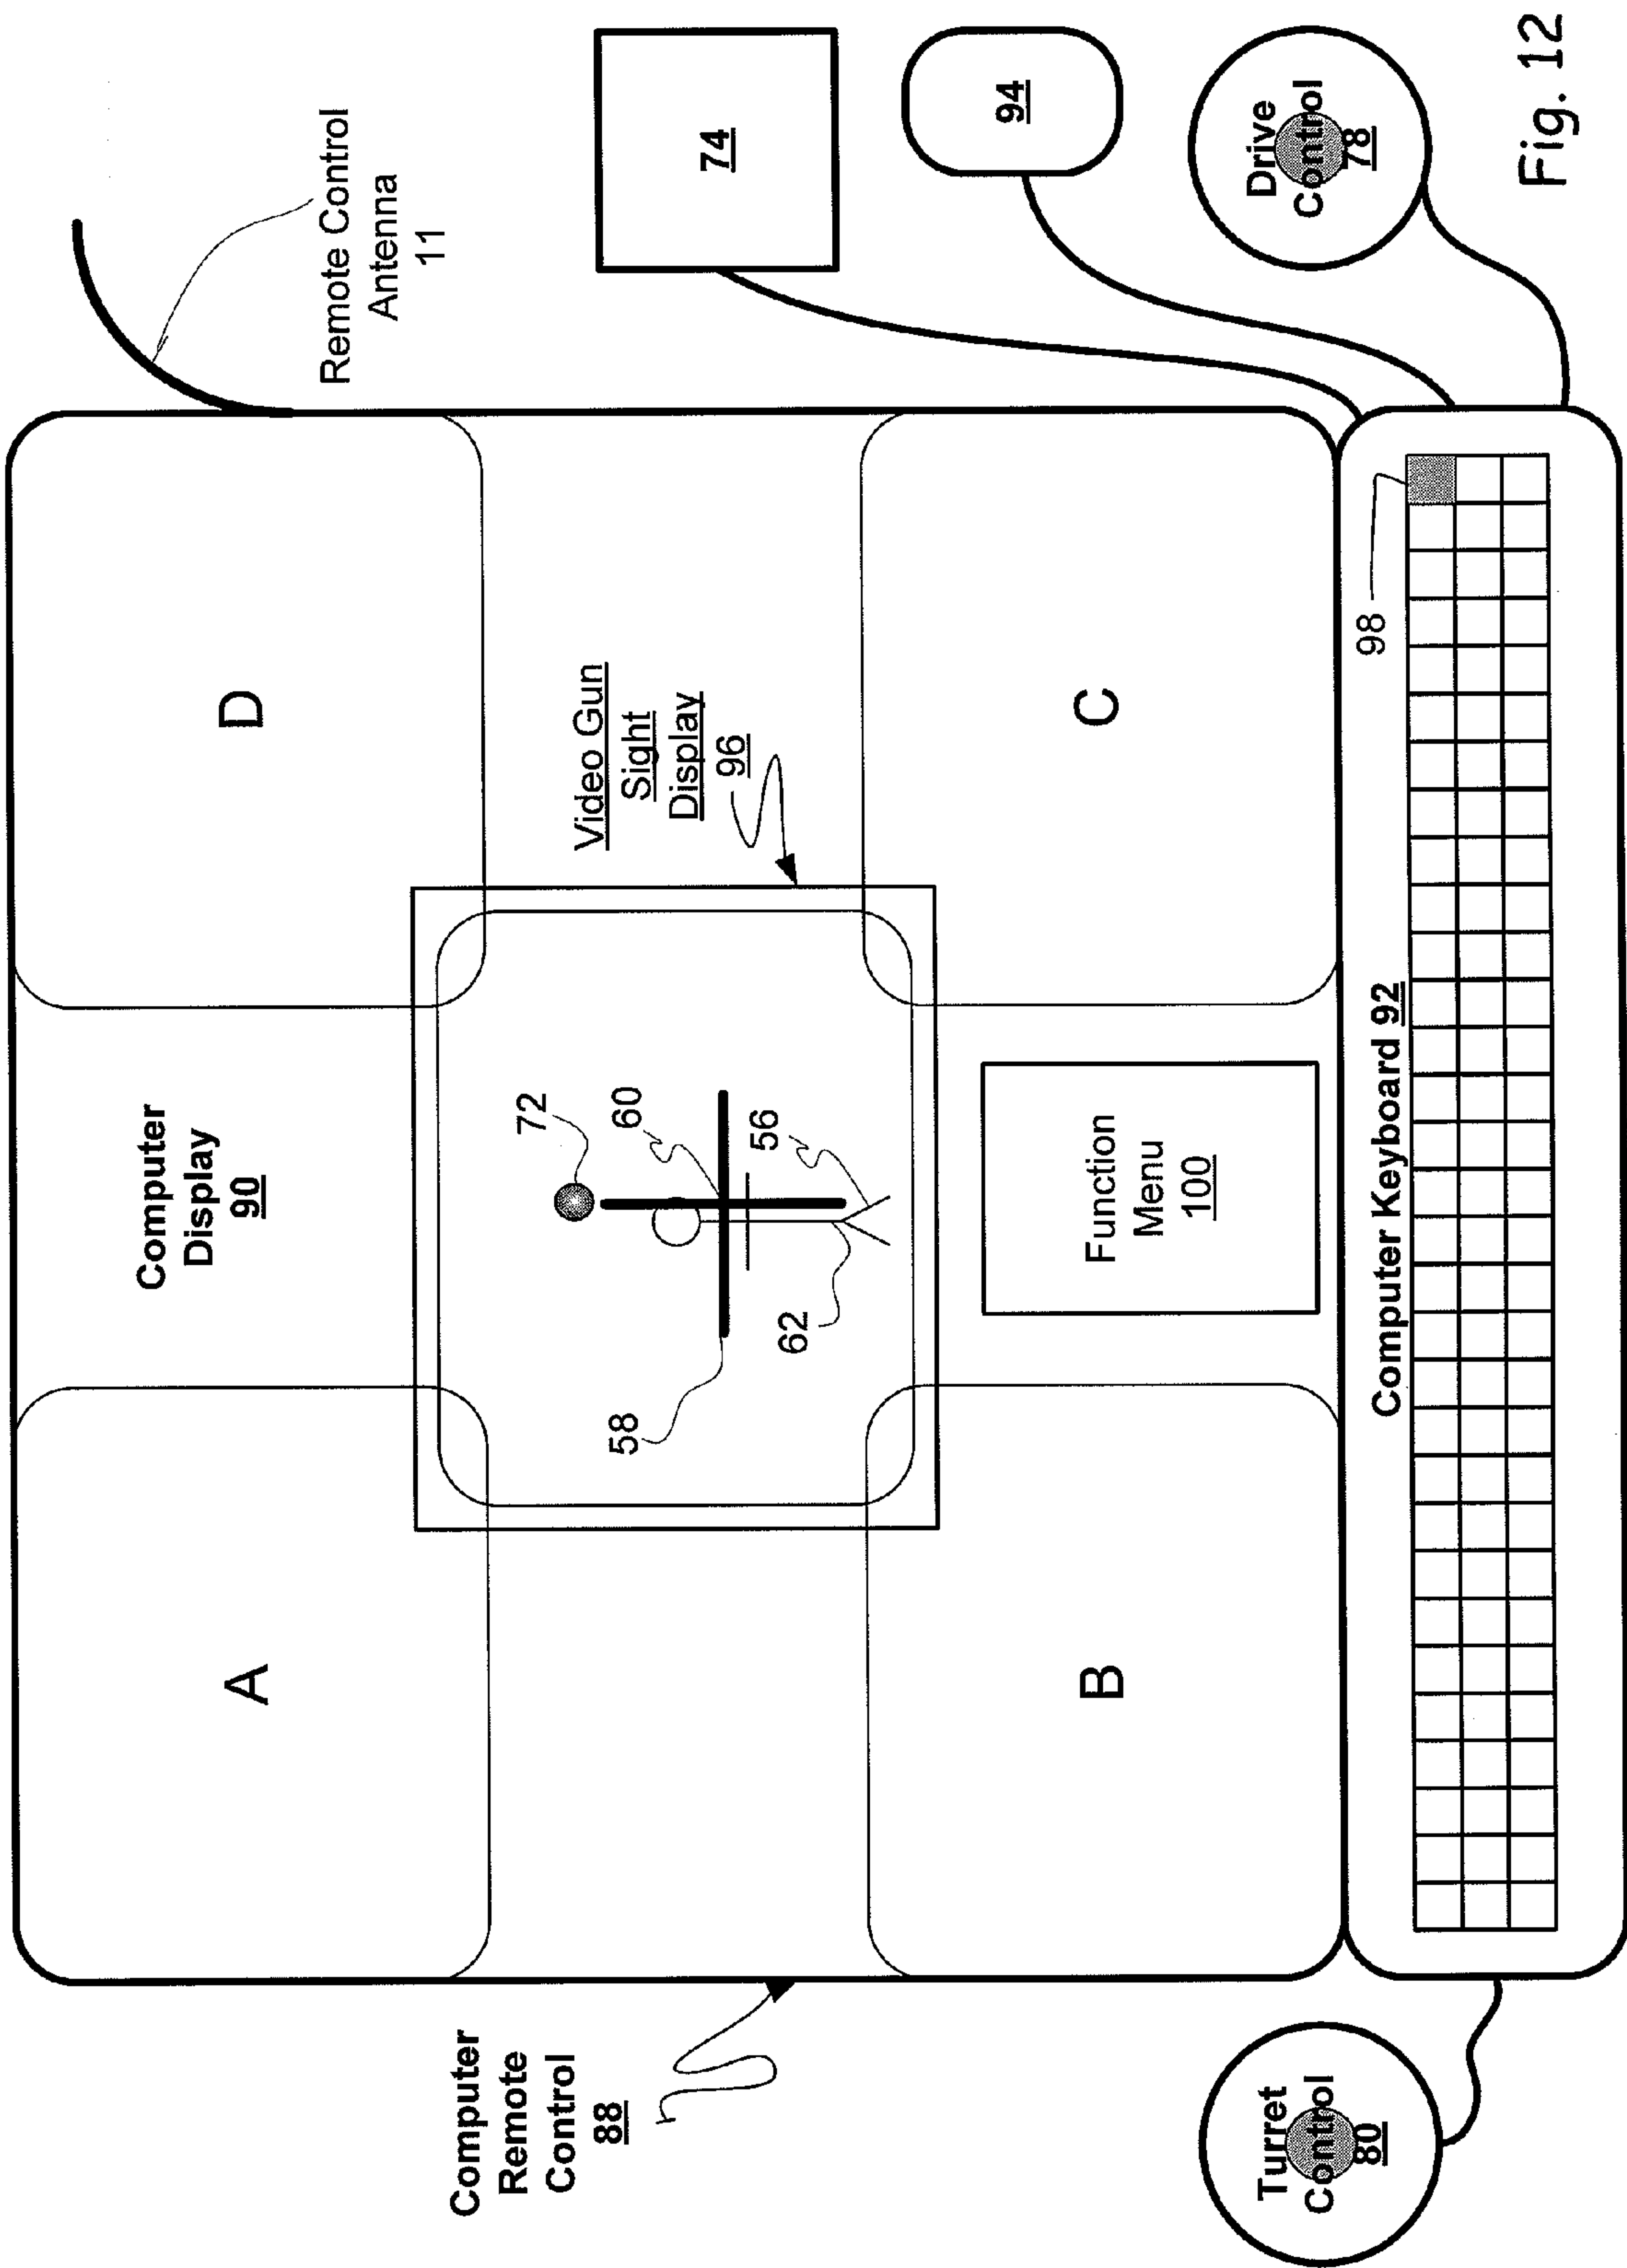 Remote Control
Antenna
11
Computer
Display
90
A
D
Video Gun
Sight
Display
96
72
60
56
58
62
B
C
Function
Menu
100
Computer
Remote
Control
88
74
94
Drive
Control
78
Turret
Control
80
Computer Keyboard 92
98
Fig. 12